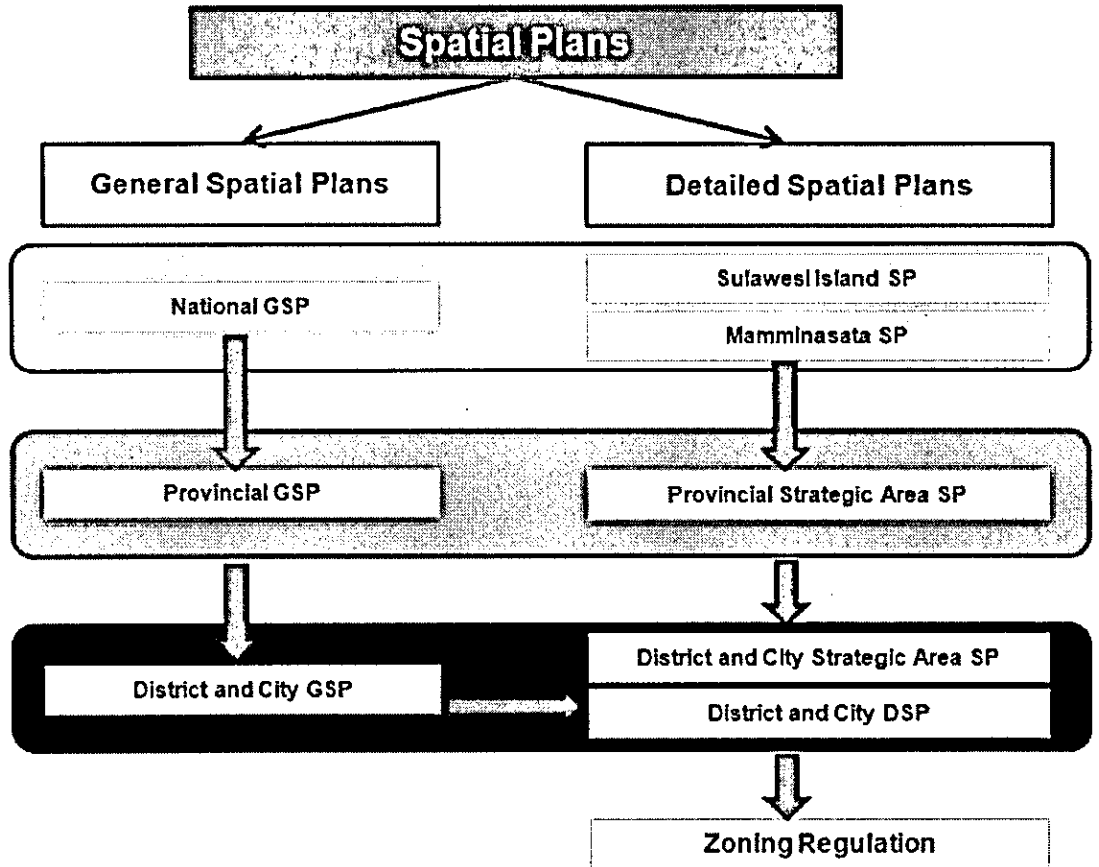 Spatial Plans
General Spatial Plans
Detailed Spatial Plans
National GSP
Sulawesi Island SP
Mamminasata SP
Provincial GSP
Provincial Strategic Area SP
District and City GSP
District and City Strategic Area SP
District and City DSP
Zoning Regulation